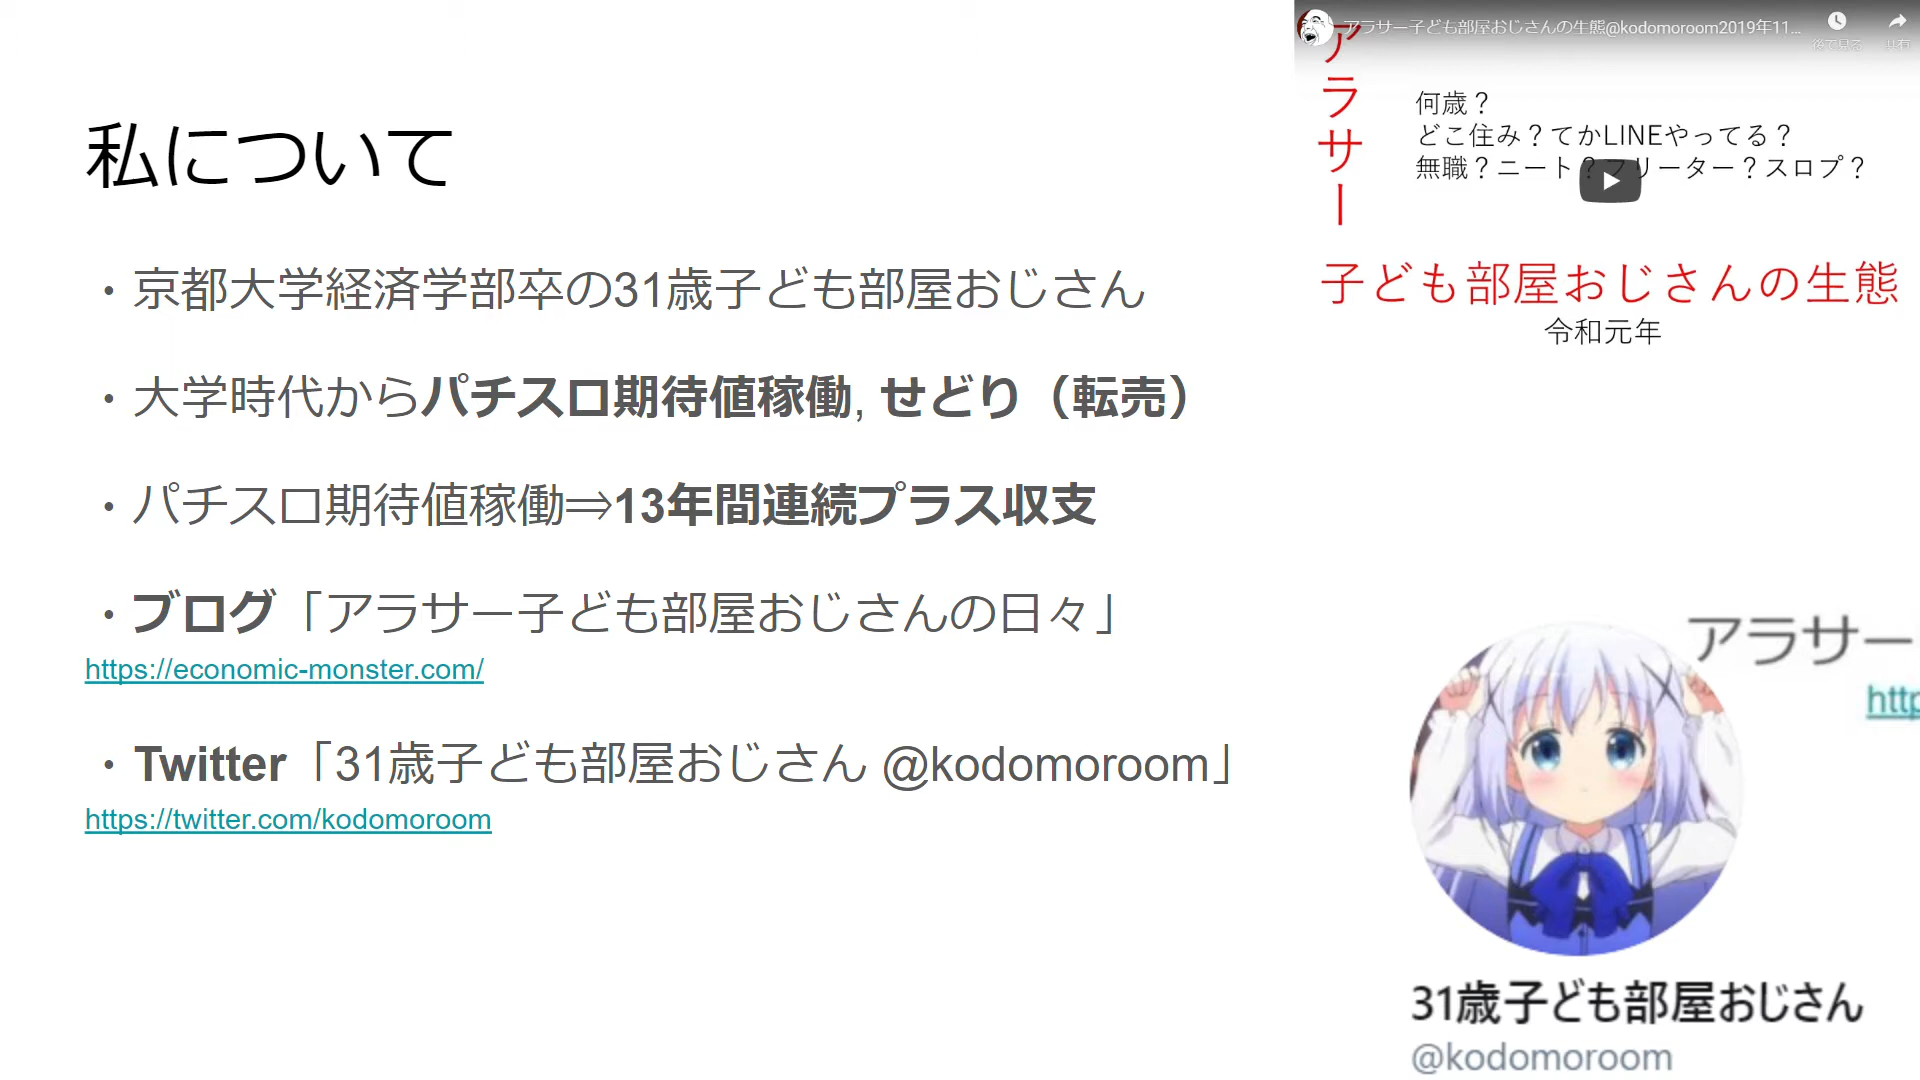 私について
・京都大学経済学部卒の31歳子ども部屋おじさん
・大学時代からパチスロ期待値稼働, せどり（転売）
・パチスロ期待値稼働⇒13年間連続プラス収支
・ブログ「アラサー子ども部屋おじさんの日々」
https://economic-monster.com/
・Twitter「31歳子ども部屋おじさん @kodomoroom」
https://twitter.com/kodomoroom
アラサー子ども部屋おじさんの生態@kodomoroom2019年11...
後で見る
共有
アラサー
何歳？
どこ住み？てかLINEやってる？
無職？ニート？フリーター？スロプ？
子ども部屋おじさんの生態
令和元年
アラサー
http
31歳子ども部屋おじさん
@kodomoroom